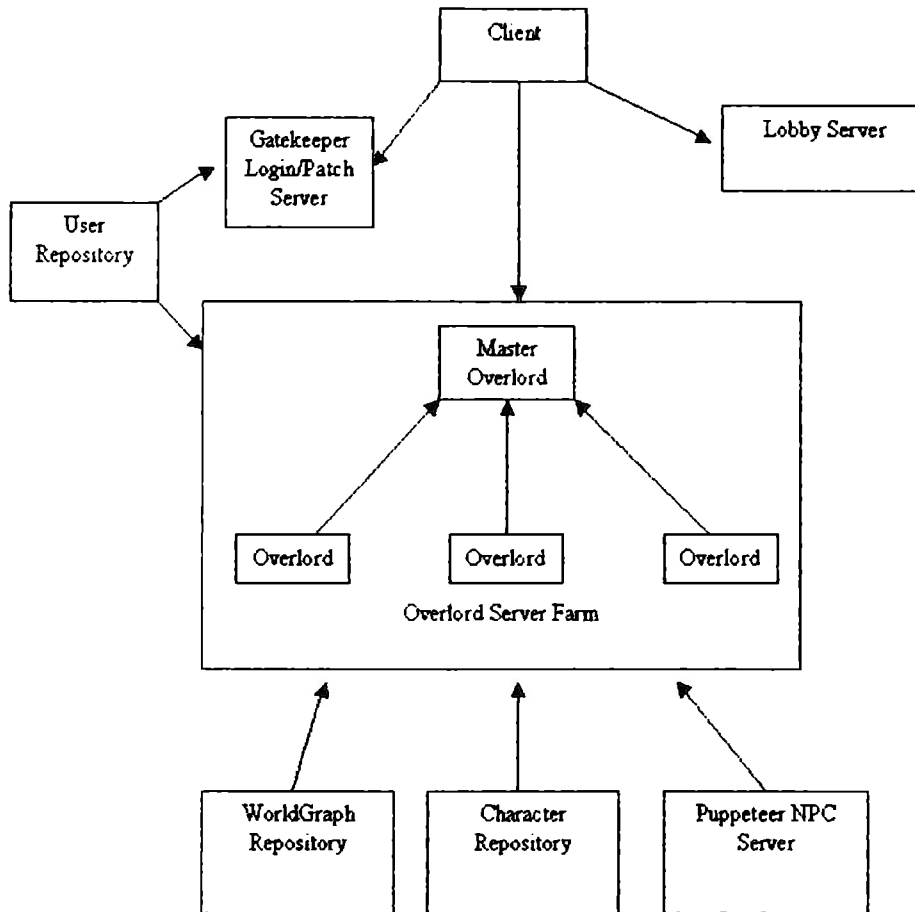 Client
Gatekeeper
Login/Patch
Server
Lobby Server
User
Repository
Master
Overlord
Overlord
Overlord
Overlord
Overlord Server Farm
WorldGraph
Repository
Character
Repository
Puppeteer NPC
Server